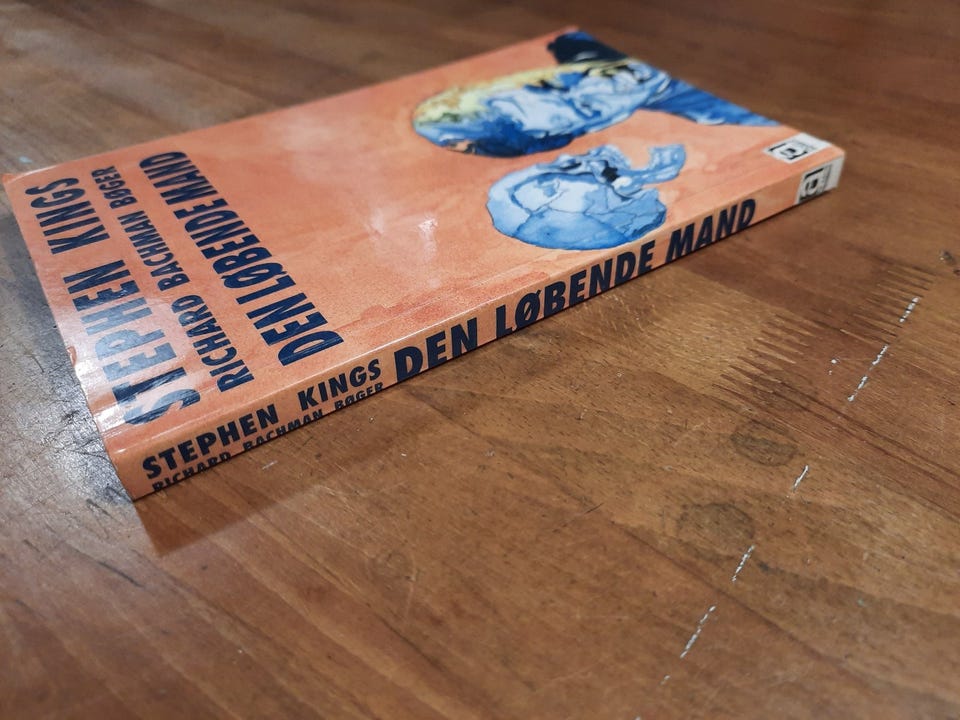 STEPHEN KINGS
RICHARD BACHMAN BØGER
DEN LØBENDE MAND
STEPHEN KINGS
RICHARD BACHMAN BØGER
DEN LØBENDE MAND